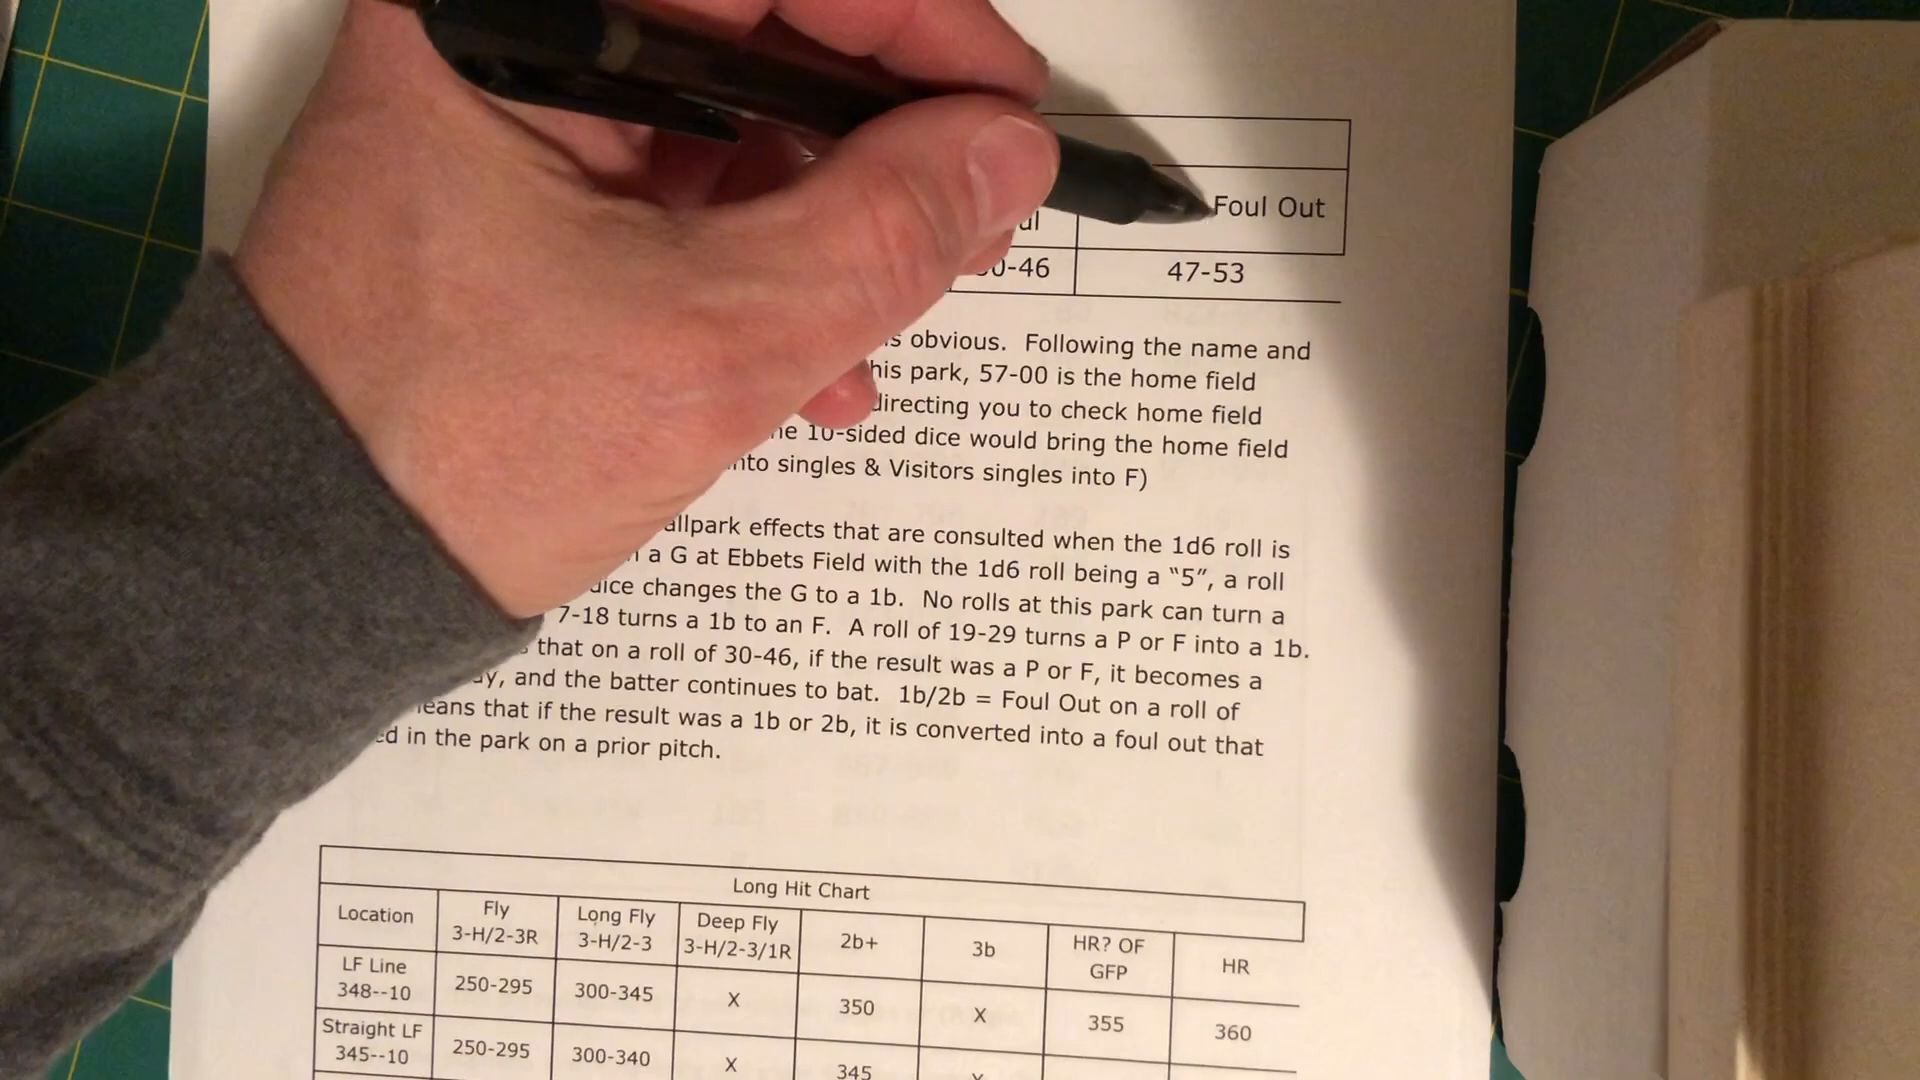 Foul Out
47-53
obvious. Following the name and
park, 57-00 is the home field
directing you to check home field
10-sided dice would bring the home field
singles & Visitors singles into F)
effects that are consulted when the 1d6 roll is
a G at Ebbets Field with the 1d6 roll being a "5", a roll
dice changes the G to a 1b. No rolls at this park can turn a
7-18 turns a 1b to an F. A roll of 19-29 turns a P or F into a 1b.
that on a roll of 30-46, if the result was a P or F, it becomes a
and the batter continues to bat. 1b/2b = Foul Out on a roll of
means that if the result was a 1b or 2b, it is converted into a foul out that
in the park on a prior pitch.
Long Hit Chart
Location Fly 3-H/2-3R Long Fly 3-H/2-3 Deep Fly 3-H/2-3/1R 2b+ 3b HR? OF GFP HR
LF Line 348--10 250-295 300-345 X 350 X 355 360
Straight LF 345--10 250-295 300-340 X 345